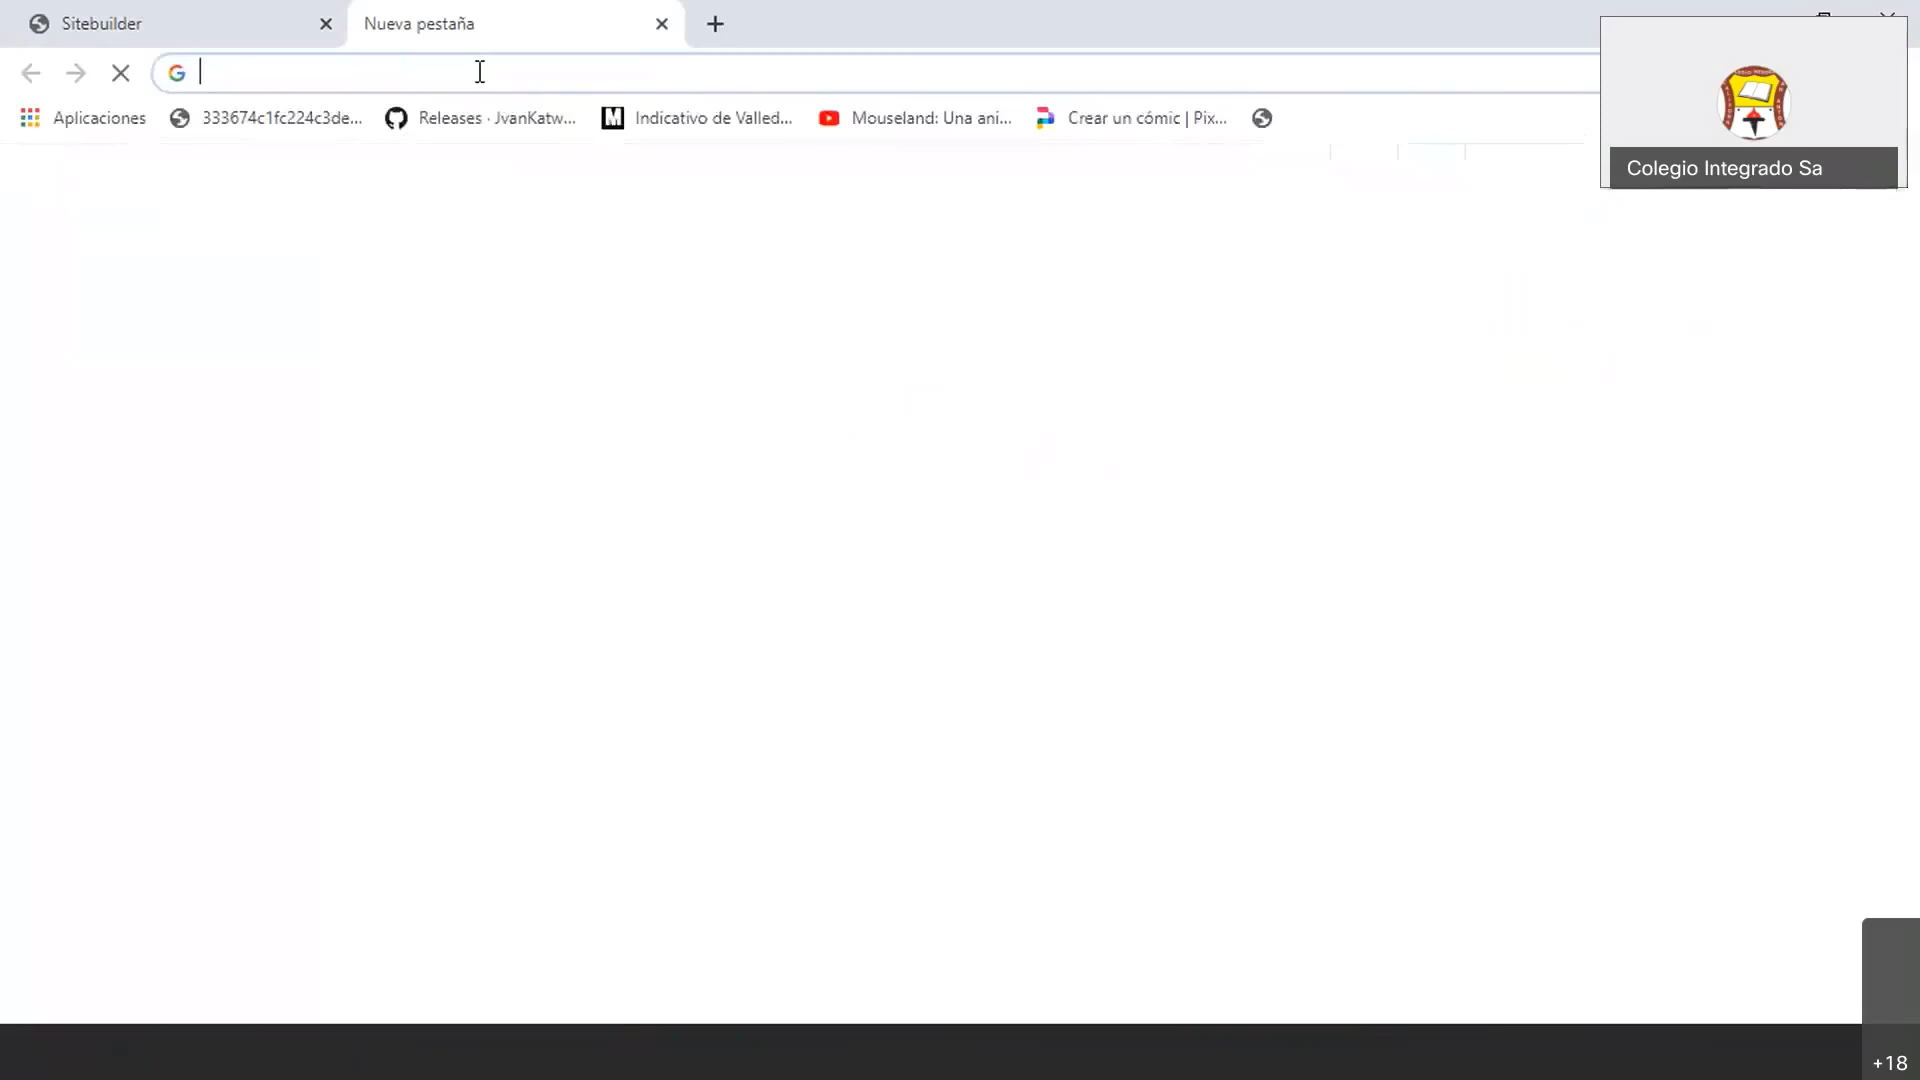 Sitebuilder
Nueva pestaña
Aplicaciones
333674c1fc224c3de...
Releases · JvanKatw...
Indicativo de Valled...
Mouseland: Una ani...
Crear un cómic | Pix...
Colegio Integrado Sa
+18